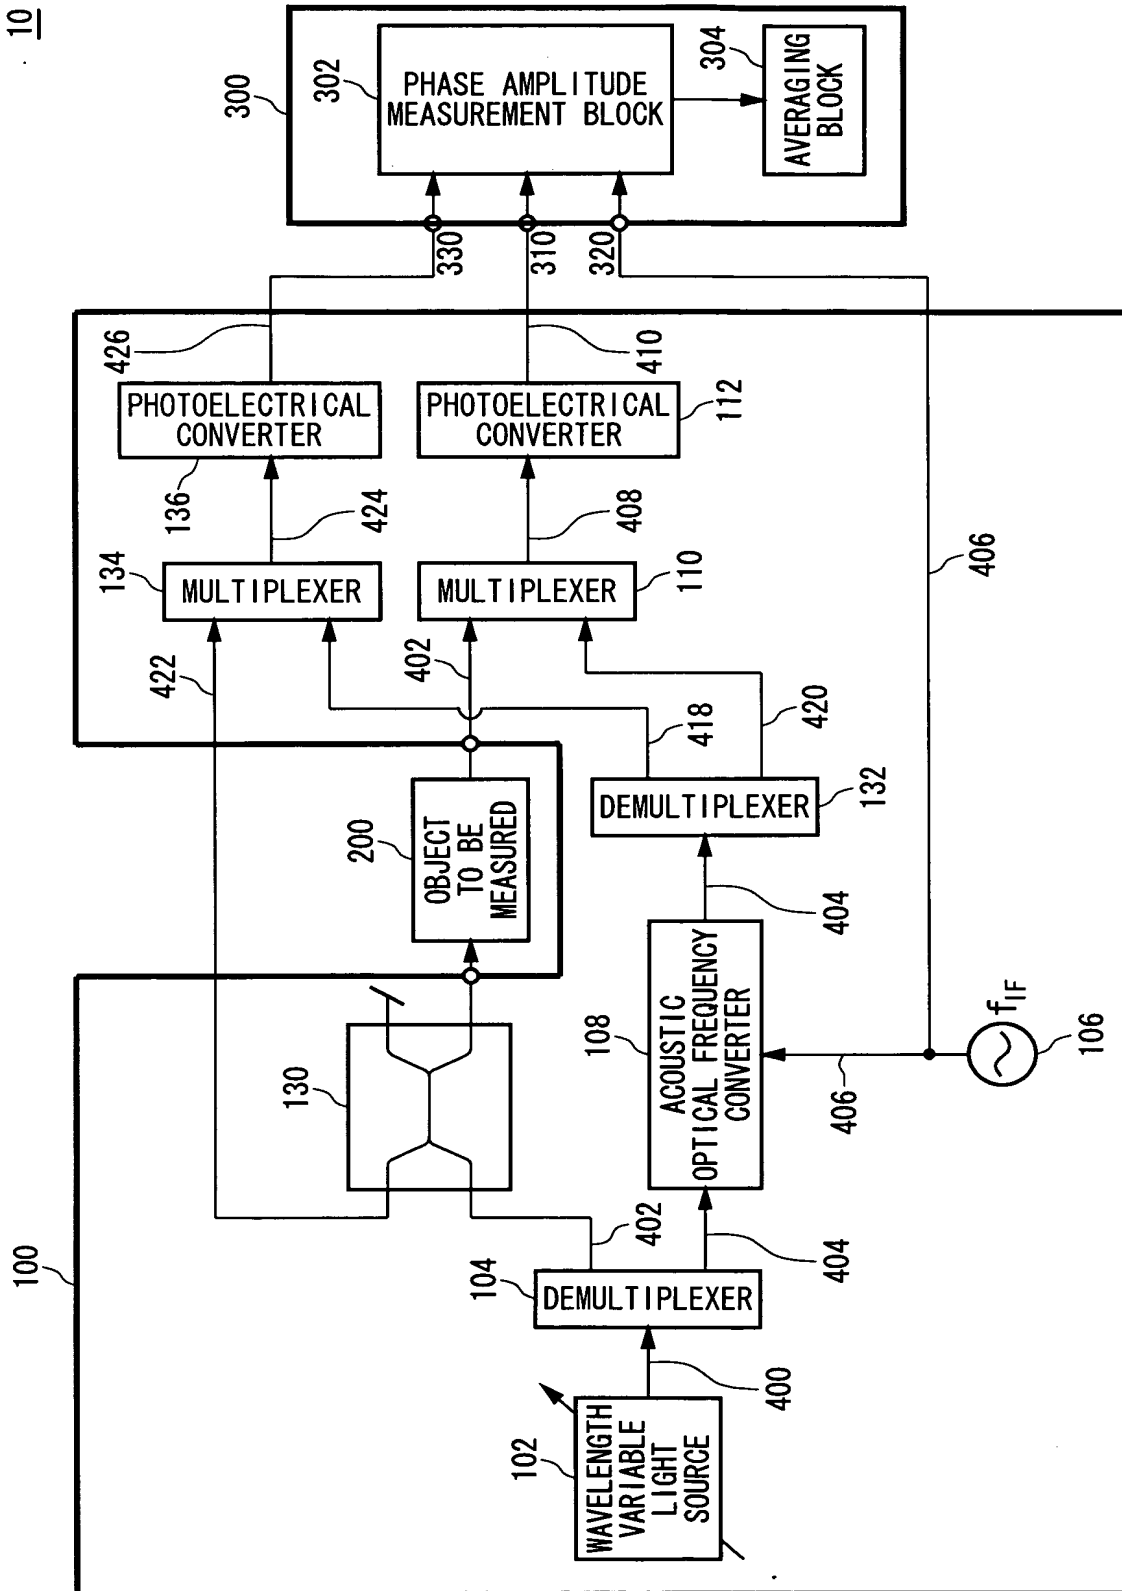 10
100
300
302
PHASE AMPLITUDE
MEASUREMENT BLOCK
304
AVERAGING
BLOCK
330
310
320
426
410
PHOTOELECTRICAL
CONVERTER
136
PHOTOELECTRICAL
CONVERTER
112
424
408
134
MULTIPLEXER
MULTIPLEXER
110
406
422
402
418
420
200
OBJECT
TO BE
MEASURED
DEMULTIPLEXER
132
404
130
108
ACOUSTIC
OPTICAL FREQUENCY
CONVERTER
406
fIF
106
402
404
104
DEMULTIPLEXER
400
102
WAVELENGTH
VARIABLE
LIGHT
SOURCE